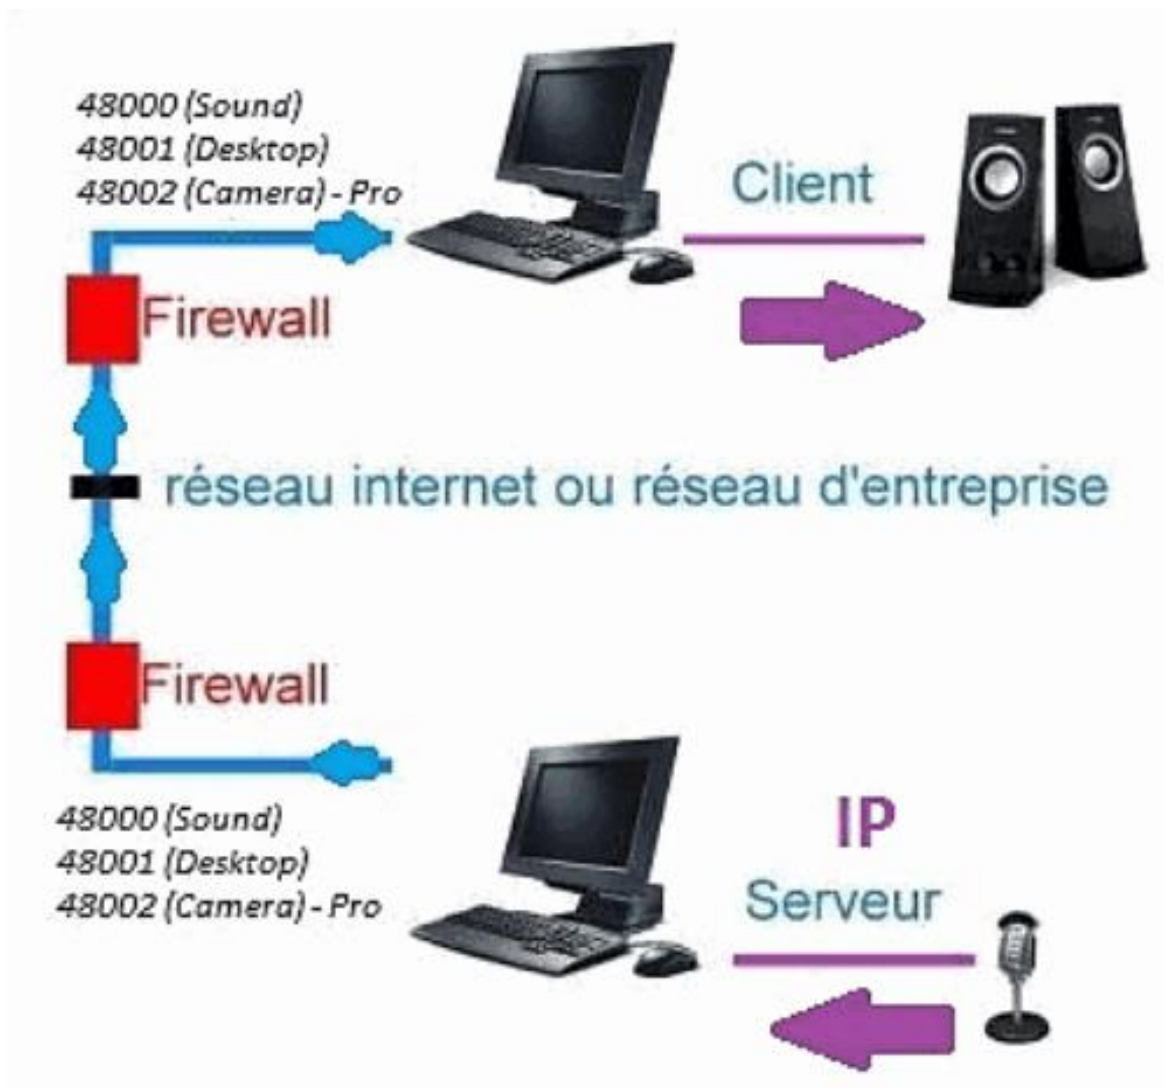 48000 (Sound)
48001 (Desktop)
48002 (Camera) - Pro
Client
Firewall
réseau internet ou réseau d'entreprise
Firewall
48000 (Sound)
48001 (Desktop)
48002 (Camera) - Pro
IP
Serveur